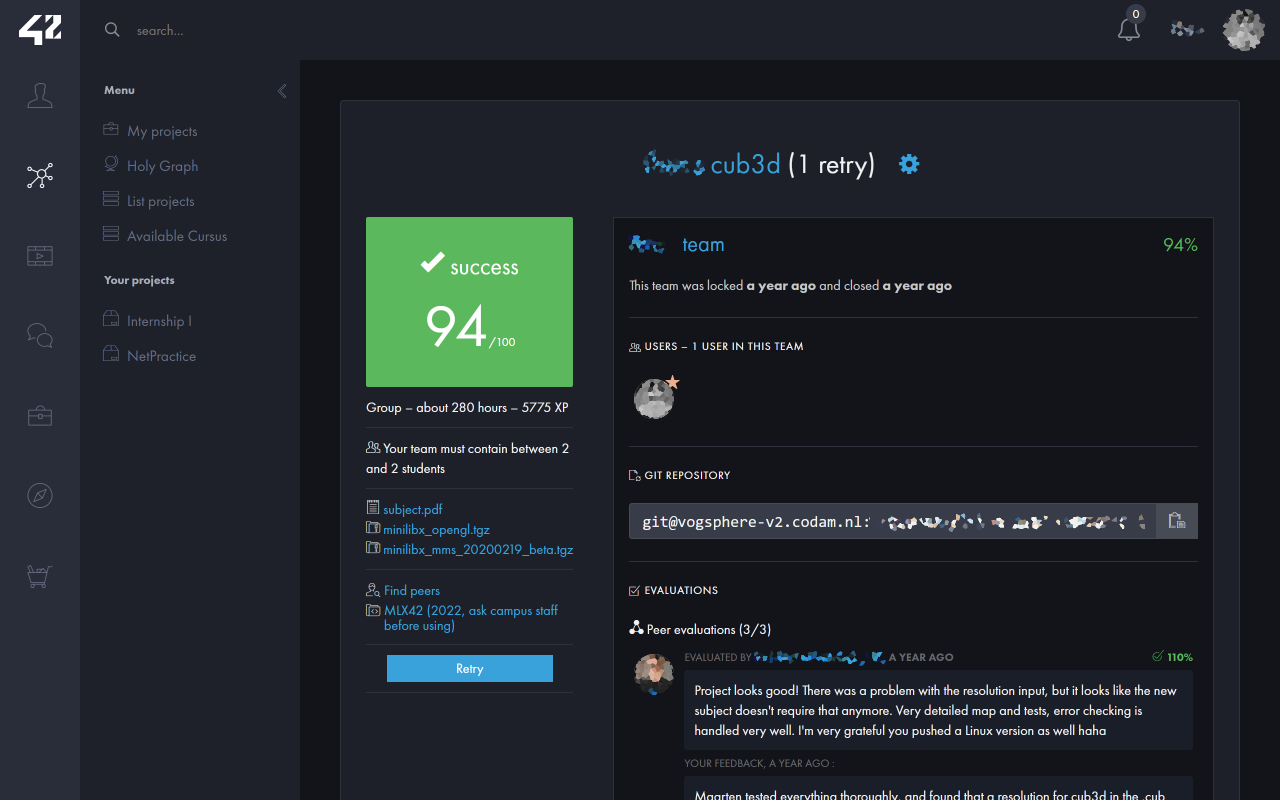 42
search...
0
Menu
My projects
Holy Graph
List projects
Available Cursus
Your projects
Internship I
NetPractice
cub3d (1 retry)
success
94/100
Group – about 280 hours – 5775 XP
Your team must contain between 2
and 2 students
subject.pdf
minilibx_opengl.tgz
minilibx_mms_20200219_beta.tgz
Find peers
MLX42 (2022, ask campus staff
before using)
Retry
team 94%
This team was locked a year ago and closed a year ago
USERS – 1 USER IN THIS TEAM
GIT REPOSITORY
git@vogsphere-v2.codam.nl:
EVALUATIONS
Peer evaluations (3/3)
EVALUATED BY A YEAR AGO 110%
Project looks good! There was a problem with the resolution input, but it looks like the new
subject doesn't require that anymore. Very detailed map and tests, error checking is
handled very well. I'm very grateful you pushed a Linux version as well haha
YOUR FEEDBACK, A YEAR AGO :
Maarten tested everything thoroughly, and found that a resolution for cub3d in the .cub